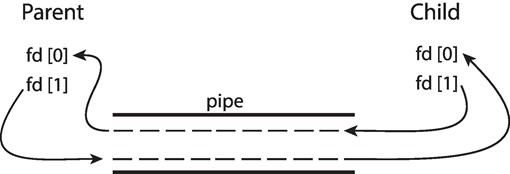 Parent
Child
fd [0]
fd [0]
fd [1]
fd [1]
pipe